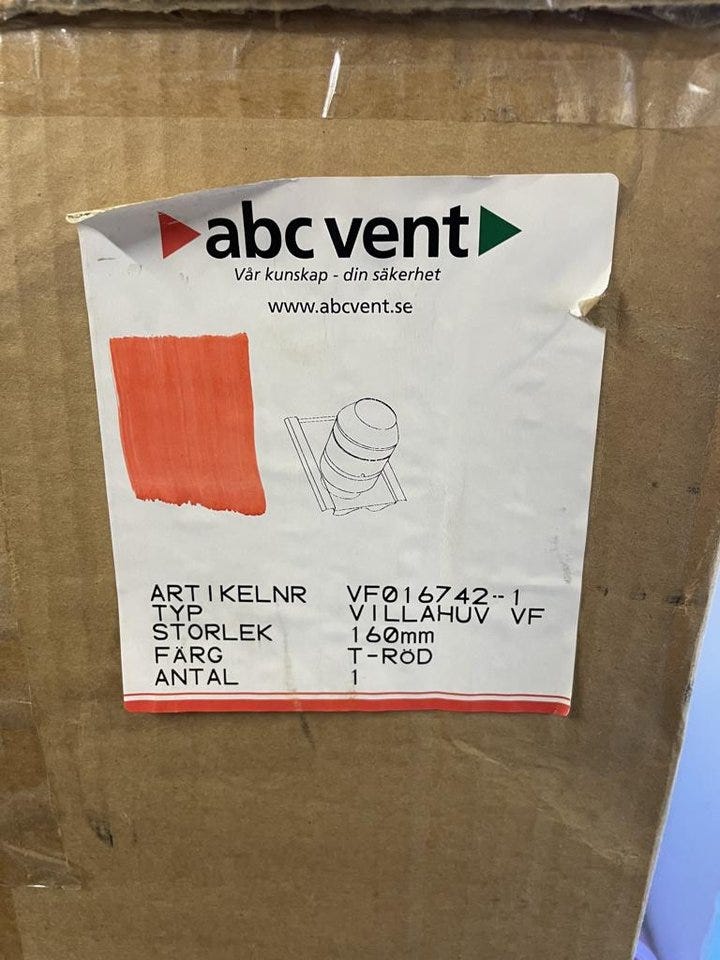 abc vent
Vår kunskap - din säkerhet
www.abcvent.se
ARTIKELNR VF016742-1
TYP VILLAHUV VF
STORLEK 160mm
FÄRG T-RÖD
ANTAL 1